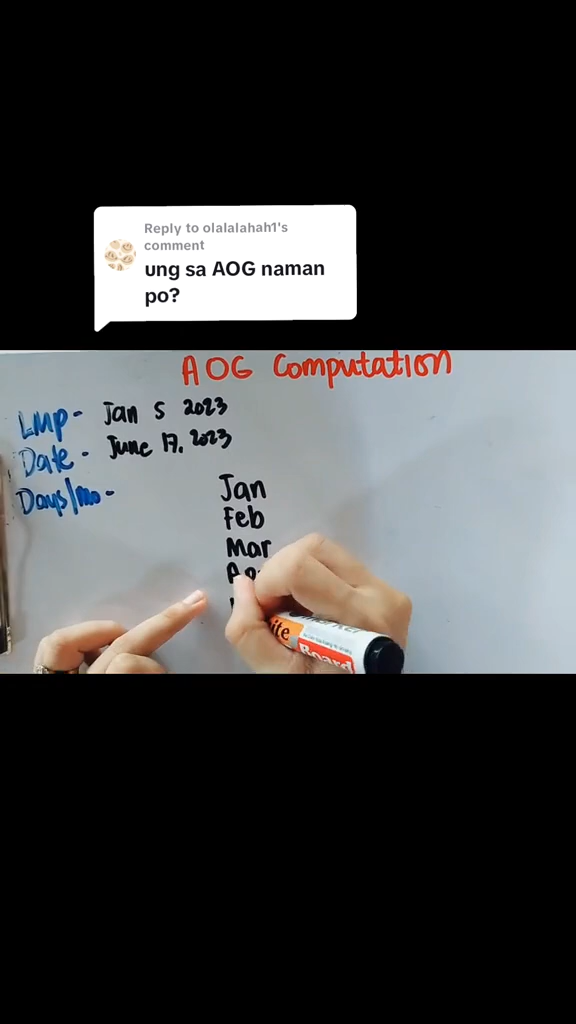 Reply to olalalahah1's
comment
ung sa AOG naman
po?
AOG Computation
LMP - Jan 5 2023
Date - June 17, 2023
Days/mo -
Jan
Feb
Mar
Board